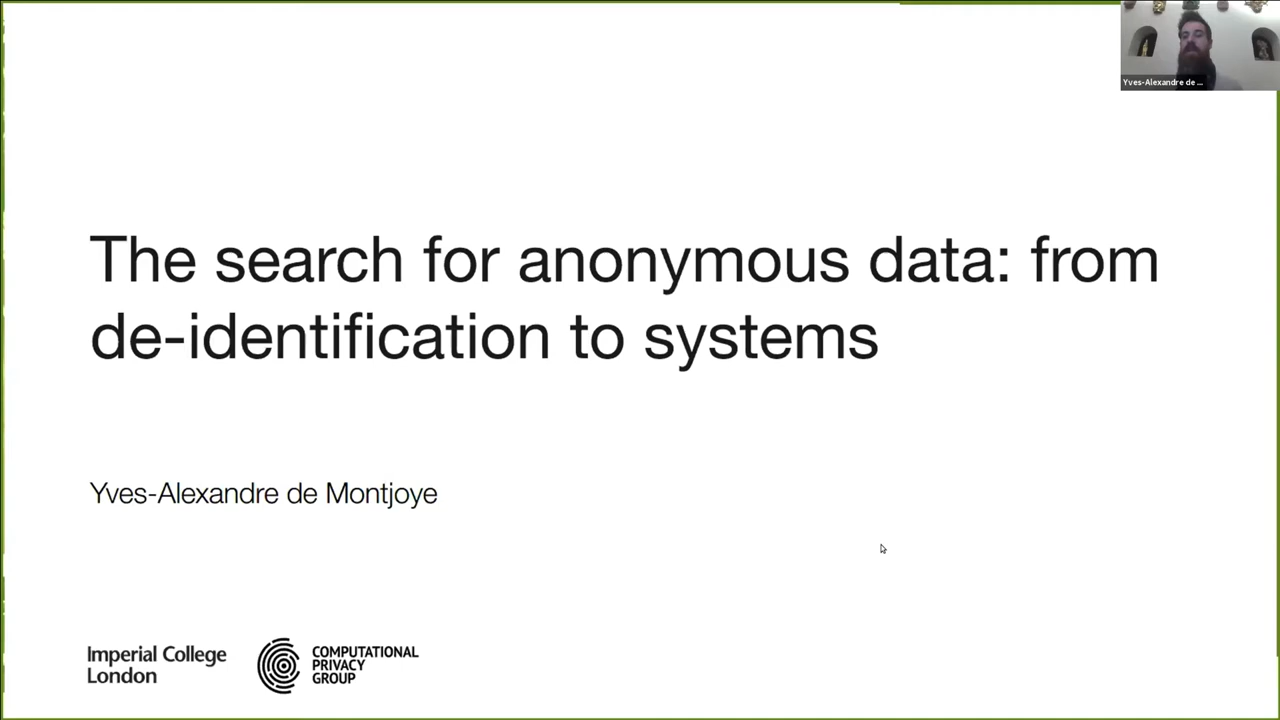 Yves-Alexandre de ...
The search for anonymous data: from
de-identification to systems
Yves-Alexandre de Montjoye
Imperial College
London
COMPUTATIONAL
PRIVACY
GROUP